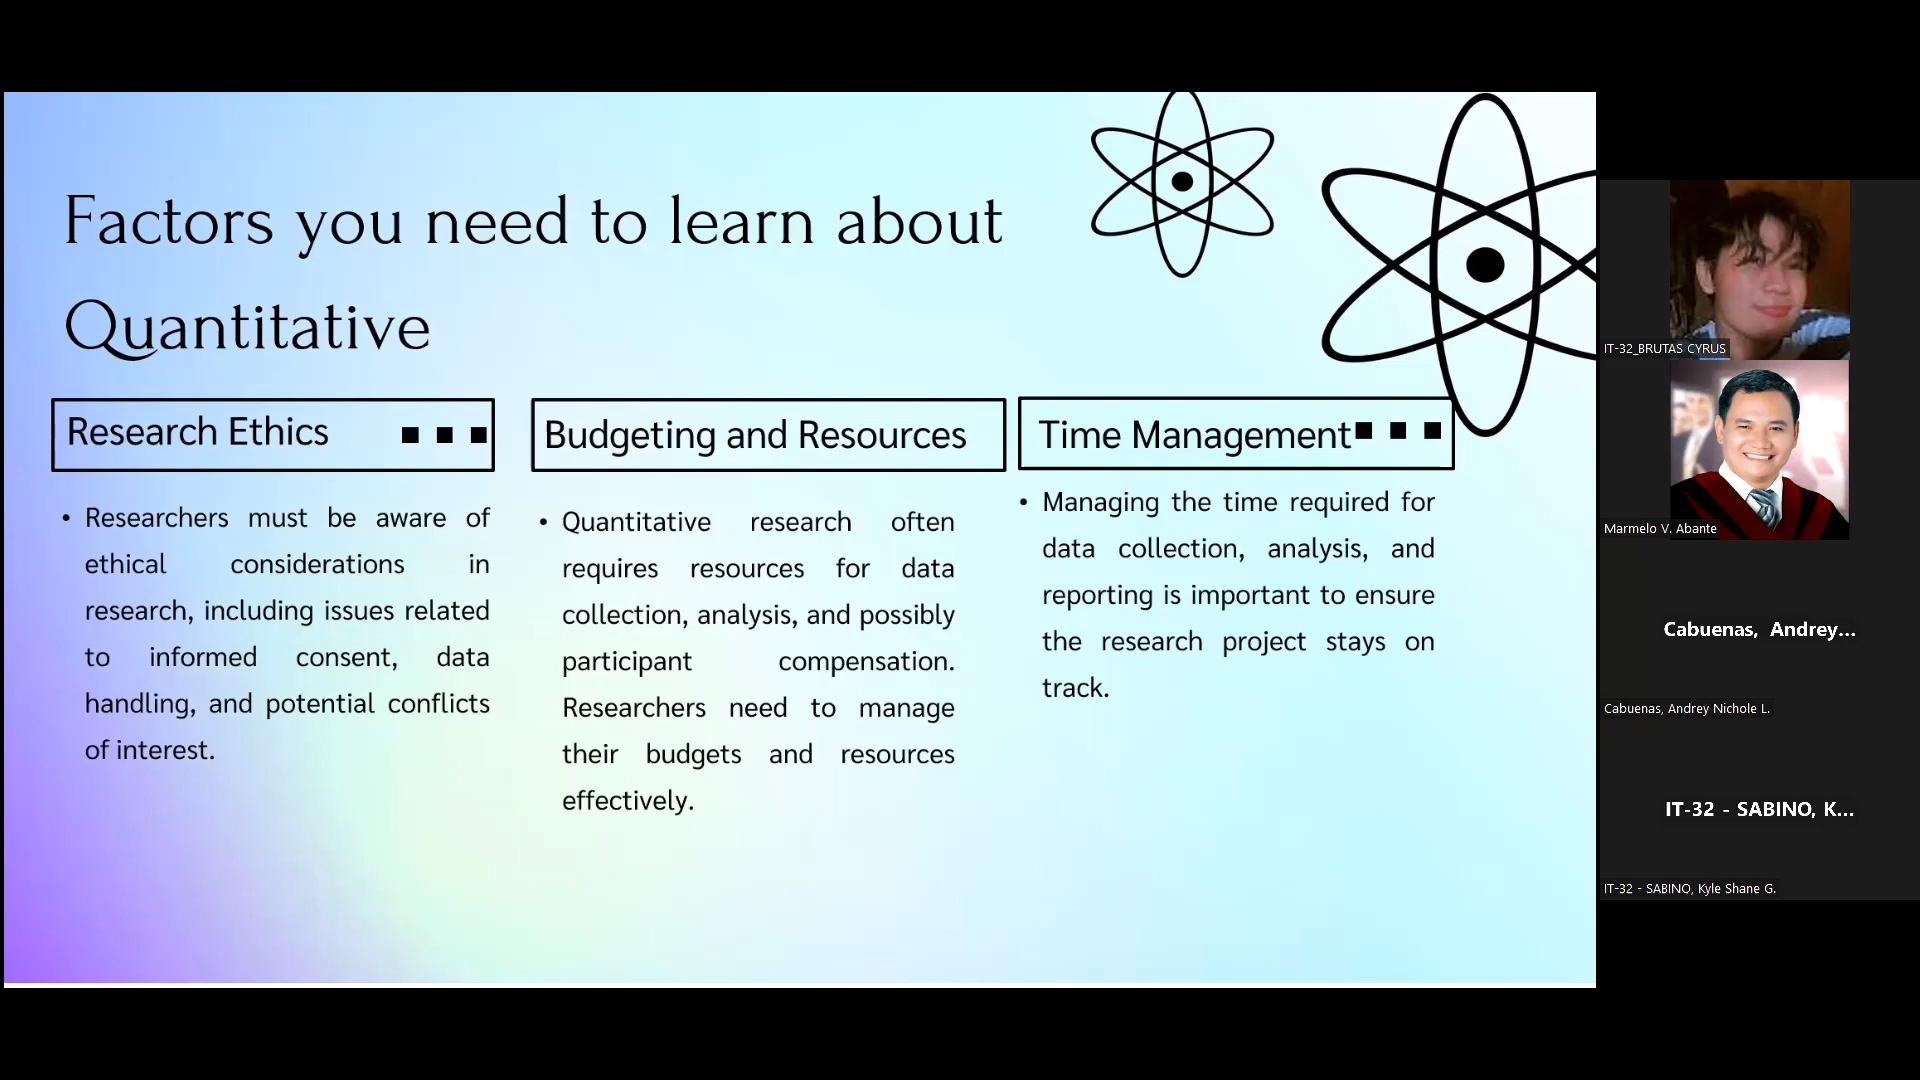 Factors you need to learn about
Quantitative
Research Ethics
• Researchers must be aware of
ethical considerations in
research, including issues related
to informed consent, data
handling, and potential conflicts
of interest.
Budgeting and Resources
• Quantitative research often
requires resources for data
collection, analysis, and possibly
participant compensation.
Researchers need to manage
their budgets and resources
effectively.
Time Management
• Managing the time required for
data collection, analysis, and
reporting is important to ensure
the research project stays on
track.
IT-32_BRUTAS CYRUS
Marmelo V. Abante
Cabuenas, Andrey...
Cabuenas, Andrey Nichole L.
IT-32 - SABINO, K...
IT-32 - SABINO, Kyle Shane G.